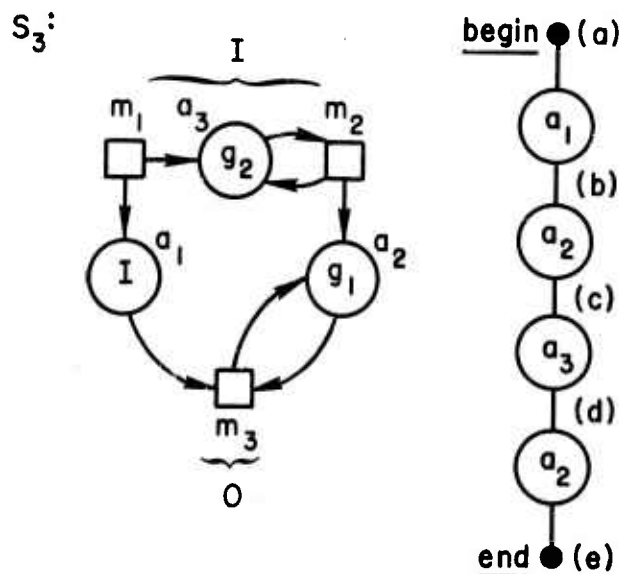 S₃:
I
m₁ a₃ m₂
g₂
a₁ a₂
I g₁
m₃
O
begin (a)
a₁
(b)
a₂
(c)
a₃
(d)
a₂
end (e)